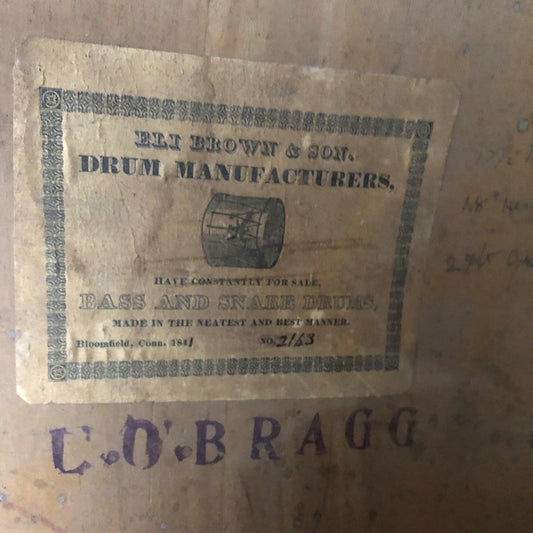 ELI BROWN & SON.
DRUM MANUFACTURERS,
HAVE CONSTANTLY FOR SALE,
BASS AND SNARE DRUMS,
MADE IN THE NEATEST AND BEST MANNER.
Bloomfield, Conn. 1841 NO. 2163
U.O.BRAGG